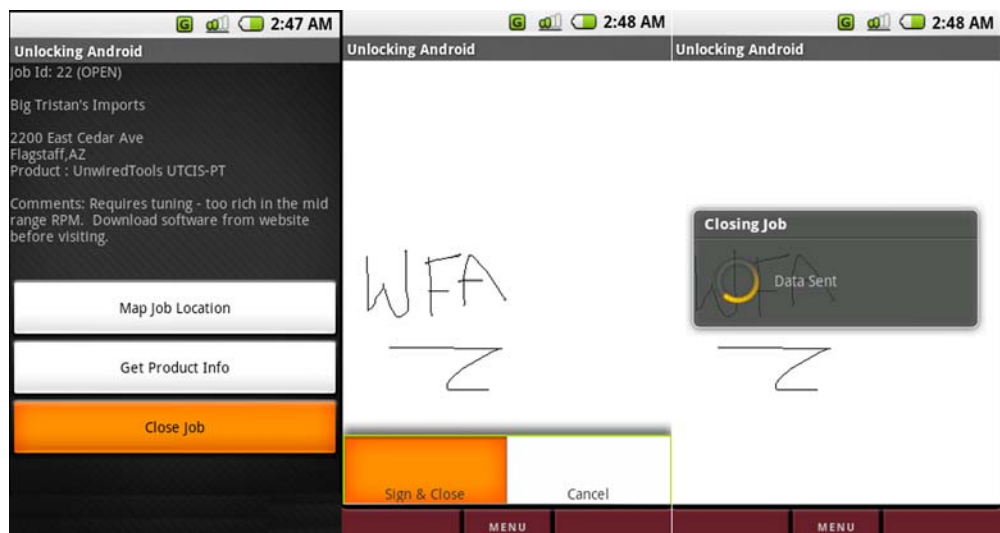 G 2:47 AM
Unlocking Android
Job Id: 22 (OPEN)
Big Tristan's Imports
2200 East Cedar Ave
Flagstaff,AZ
Product : UnwiredTools UTCIS-PT
Comments: Requires tuning - too rich in the mid
range RPM.  Download software from website
before visiting.
Map Job Location
Get Product Info
Close Job
G 2:48 AM
Unlocking Android
WFA
Z
Sign & Close
Cancel
MENU
G 2:48 AM
Unlocking Android
Closing Job
Data Sent
WFA
Z
MENU